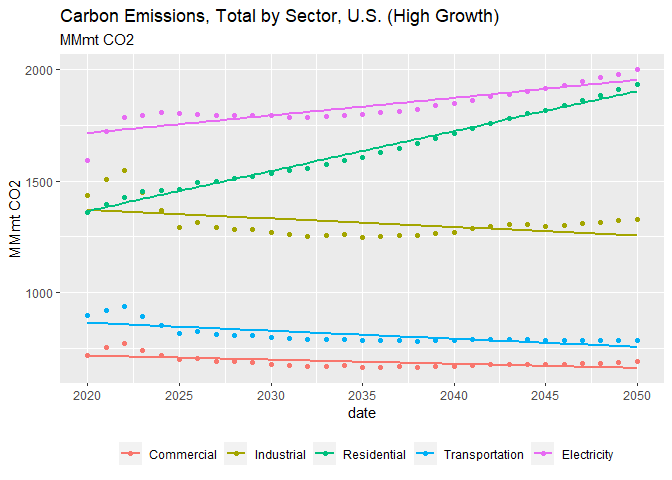 Carbon Emissions, Total by Sector, U.S. (High Growth)
MMmt CO2
2000
1500
1000
MMmt CO2
2020 2025 2030 2035 2040 2045 2050
date
Commercial Industrial Residential Transportation Electricity